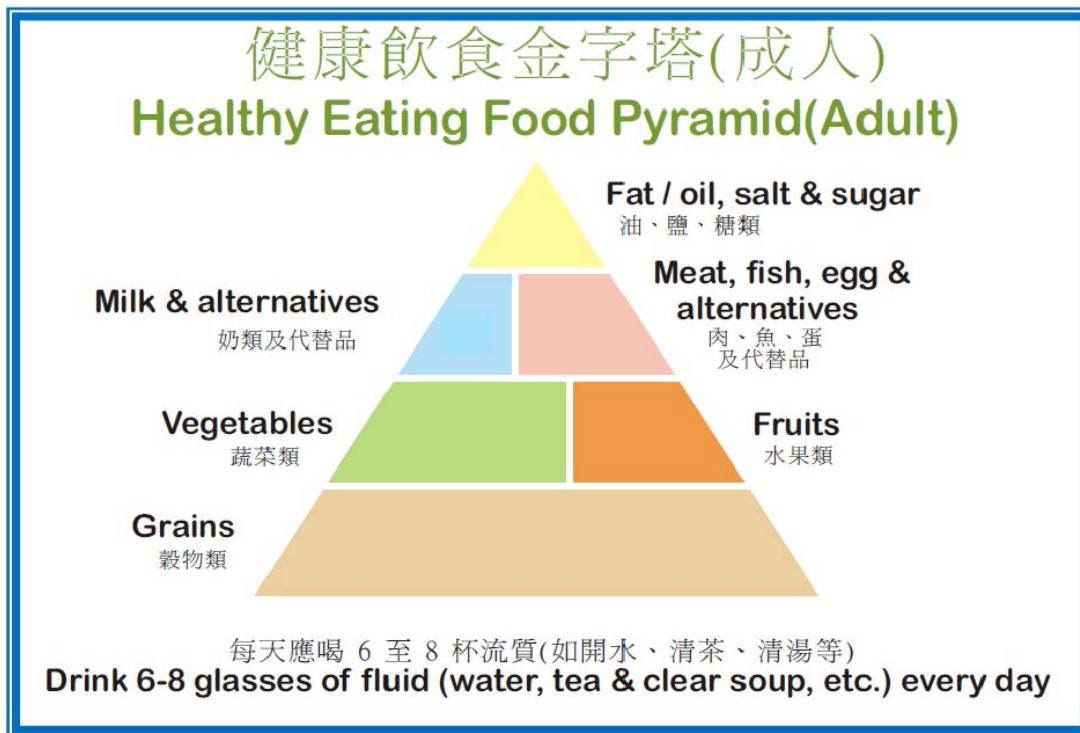 健康飲食金字塔(成人)
Healthy Eating Food Pyramid(Adult)
Fat / oil, salt & sugar
油、鹽、糖類
Milk & alternatives
奶類及代替品
Meat, fish, egg &
alternatives
肉、魚、蛋
及代替品
Vegetables
蔬菜類
Fruits
水果類
Grains
穀物類
每天應喝 6 至 8 杯流質(如開水、清茶、清湯等)
Drink 6-8 glasses of fluid (water, tea & clear soup, etc.) every day